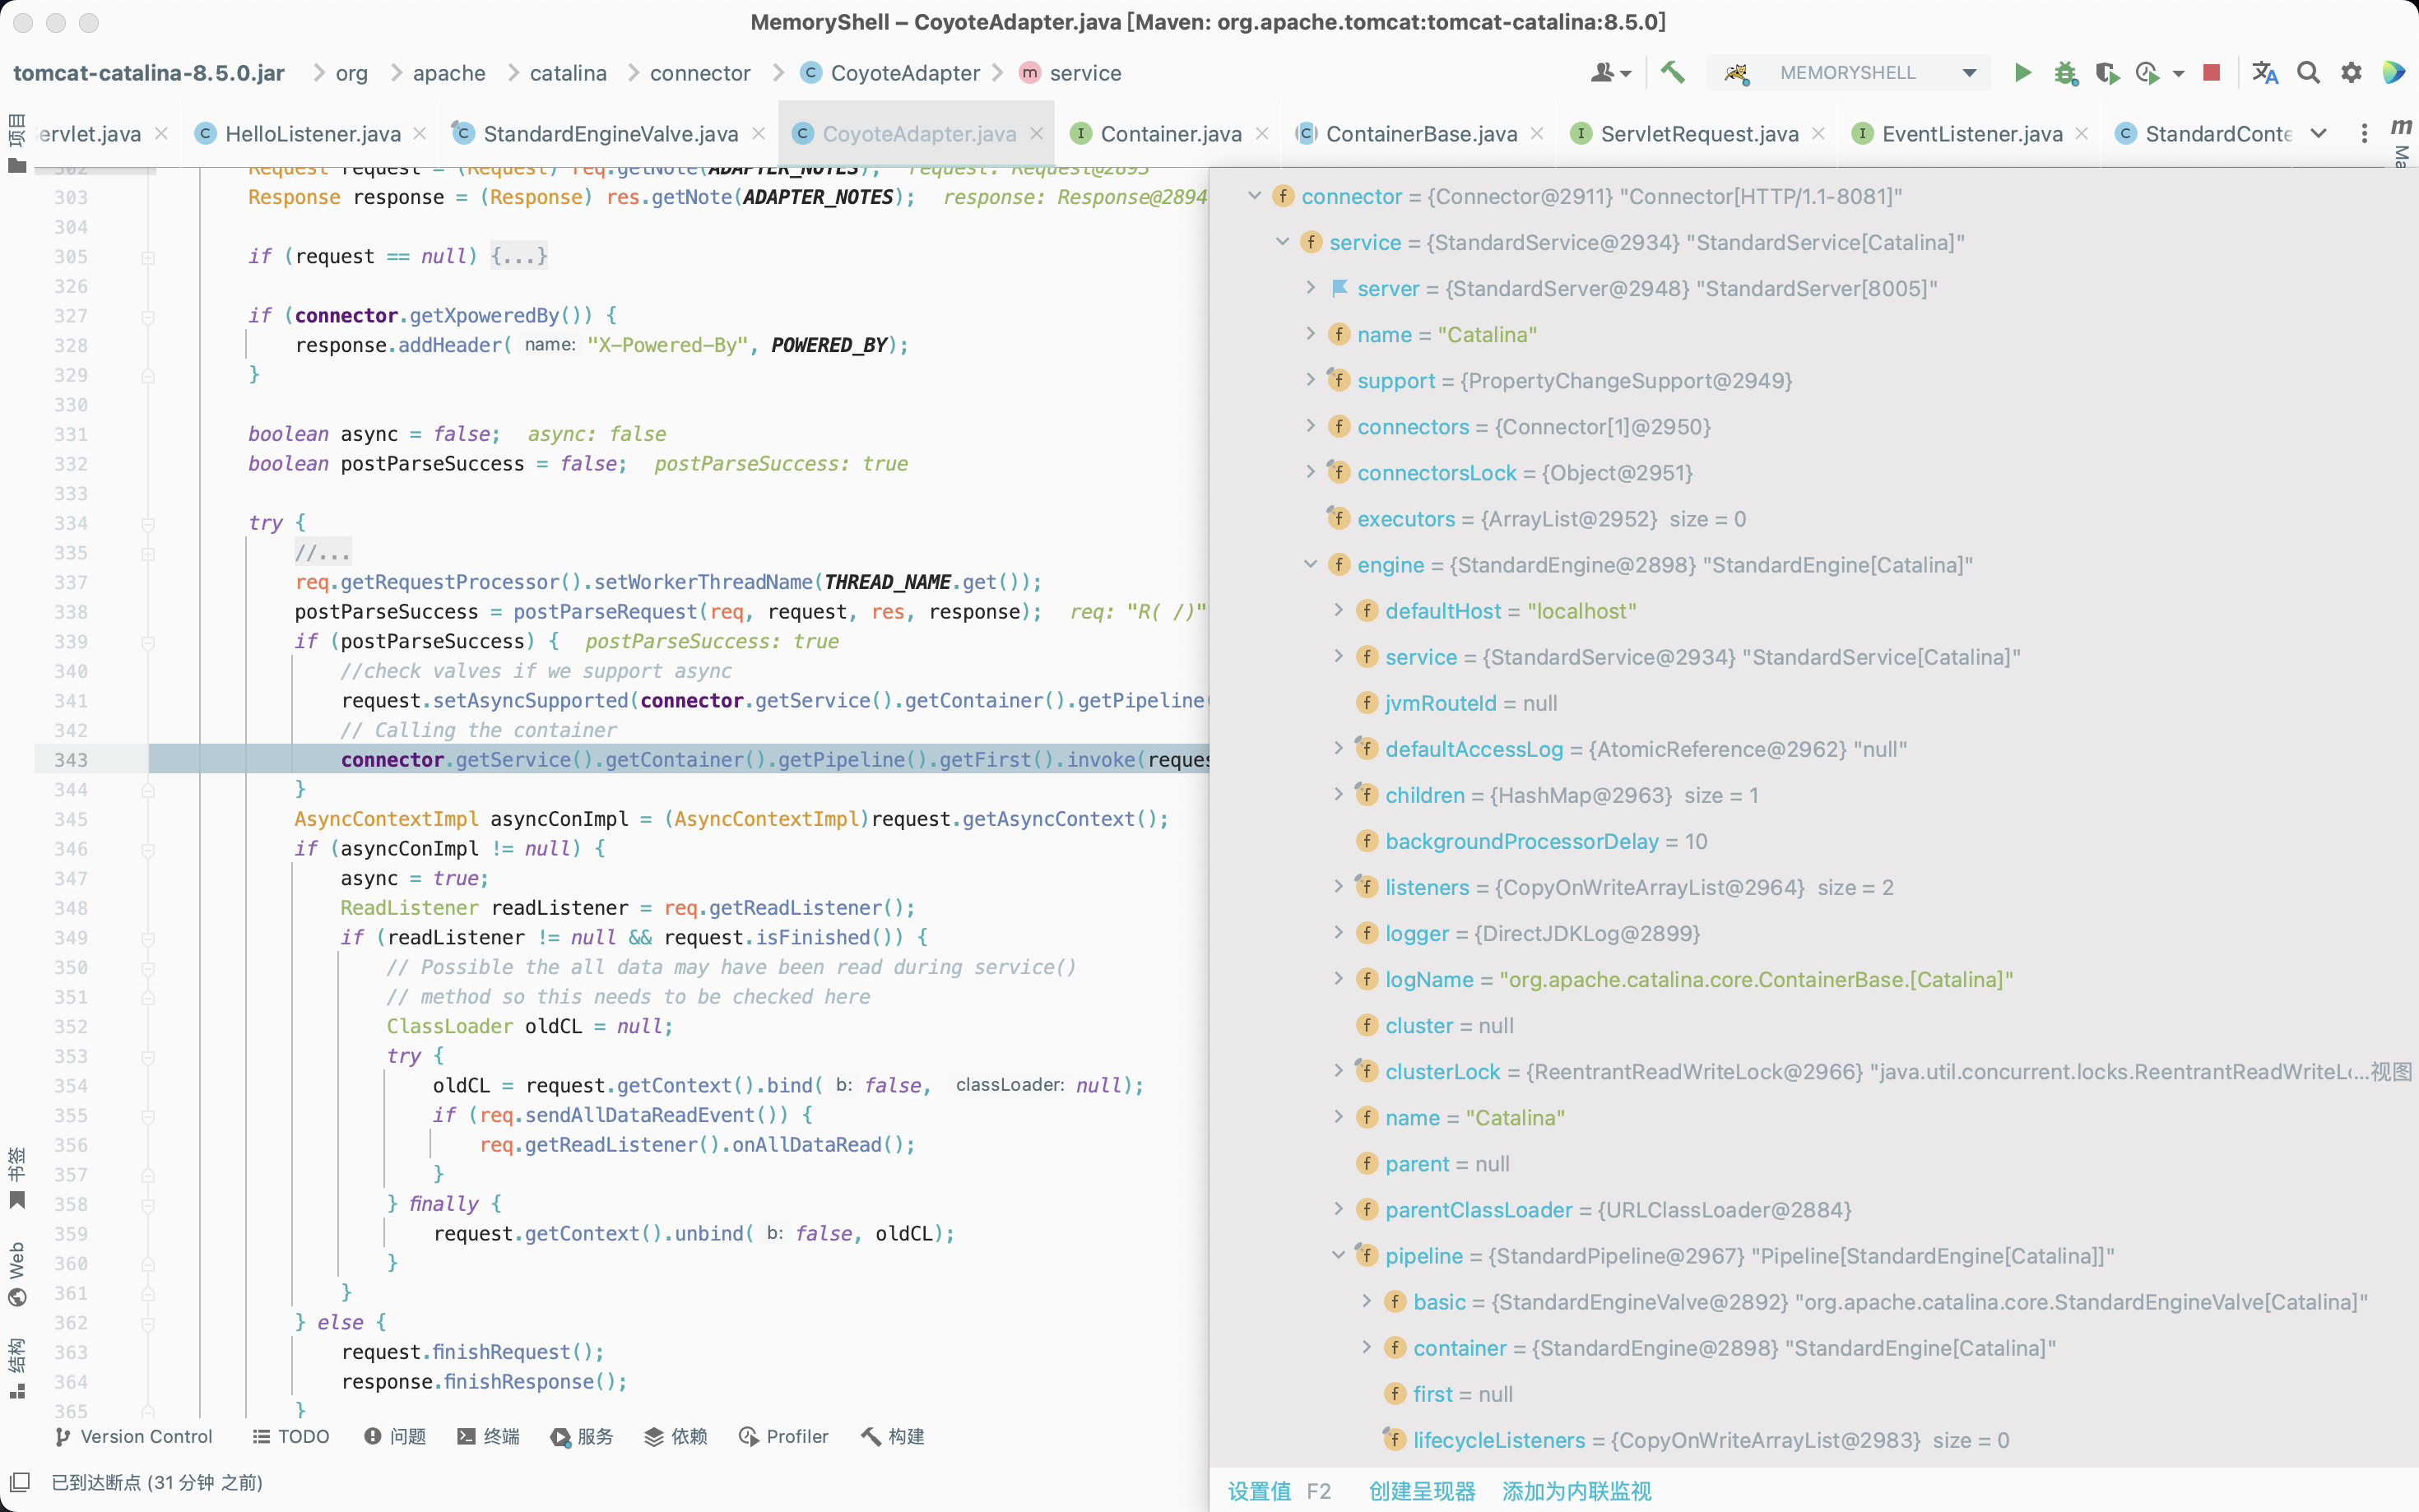 MemoryShell – CoyoteAdapter.java [Maven: org.apache.tomcat:tomcat-catalina:8.5.0]
tomcat-catalina-8.5.0.jar org apache catalina connector CoyoteAdapter service
MEMORYSHELL
ervlet.java HelloListener.java StandardEngineValve.java CoyoteAdapter.java Container.java ContainerBase.java ServletRequest.java EventListener.java StandardConte
项目
书签
Web
结构
m
Ma
302 Request request = (Request) req.getNote(ADAPTER_NOTES); request: Request@2893
303 Response response = (Response) res.getNote(ADAPTER_NOTES); response: Response@2894
304
305 if (request == null) {...}
326
327 if (connector.getXpoweredBy()) {
328 response.addHeader( name: "X-Powered-By", POWERED_BY);
329 }
330
331 boolean async = false; async: false
332 boolean postParseSuccess = false; postParseSuccess: true
333
334 try {
335 //...
337 req.getRequestProcessor().setWorkerThreadName(THREAD_NAME.get());
338 postParseSuccess = postParseRequest(req, request, res, response); req: "R( /)"
339 if (postParseSuccess) { postParseSuccess: true
340 //check valves if we support async
341 request.setAsyncSupported(connector.getService().getContainer().getPipeline(
342 // Calling the container
343 connector.getService().getContainer().getPipeline().getFirst().invoke(reques
344 }
345 AsyncContextImpl asyncConImpl = (AsyncContextImpl)request.getAsyncContext();
346 if (asyncConImpl != null) {
347 async = true;
348 ReadListener readListener = req.getReadListener();
349 if (readListener != null && request.isFinished()) {
350 // Possible the all data may have been read during service()
351 // method so this needs to be checked here
352 ClassLoader oldCL = null;
353 try {
354 oldCL = request.getContext().bind( b: false, classLoader: null);
355 if (req.sendAllDataReadEvent()) {
356 req.getReadListener().onAllDataRead();
357 }
358 } finally {
359 request.getContext().unbind( b: false, oldCL);
360 }
361 }
362 } else {
363 request.finishRequest();
364 response.finishResponse();
365 }
connector = {Connector@2911} "Connector[HTTP/1.1-8081]"
service = {StandardService@2934} "StandardService[Catalina]"
server = {StandardServer@2948} "StandardServer[8005]"
name = "Catalina"
support = {PropertyChangeSupport@2949}
connectors = {Connector[1]@2950}
connectorsLock = {Object@2951}
executors = {ArrayList@2952} size = 0
engine = {StandardEngine@2898} "StandardEngine[Catalina]"
defaultHost = "localhost"
service = {StandardService@2934} "StandardService[Catalina]"
jvmRouteId = null
defaultAccessLog = {AtomicReference@2962} "null"
children = {HashMap@2963} size = 1
backgroundProcessorDelay = 10
listeners = {CopyOnWriteArrayList@2964} size = 2
logger = {DirectJDKLog@2899}
logName = "org.apache.catalina.core.ContainerBase.[Catalina]"
cluster = null
clusterLock = {ReentrantReadWriteLock@2966} "java.util.concurrent.locks.ReentrantReadWriteLo...视图
name = "Catalina"
parent = null
parentClassLoader = {URLClassLoader@2884}
pipeline = {StandardPipeline@2967} "Pipeline[StandardEngine[Catalina]]"
basic = {StandardEngineValve@2892} "org.apache.catalina.core.StandardEngineValve[Catalina]"
container = {StandardEngine@2898} "StandardEngine[Catalina]"
first = null
lifecycleListeners = {CopyOnWriteArrayList@2983} size = 0
设置值 F2 创建呈现器 添加为内联监视
Version Control TODO 问题 终端 服务 依赖 Profiler 构建
已到达断点 (31 分钟 之前)